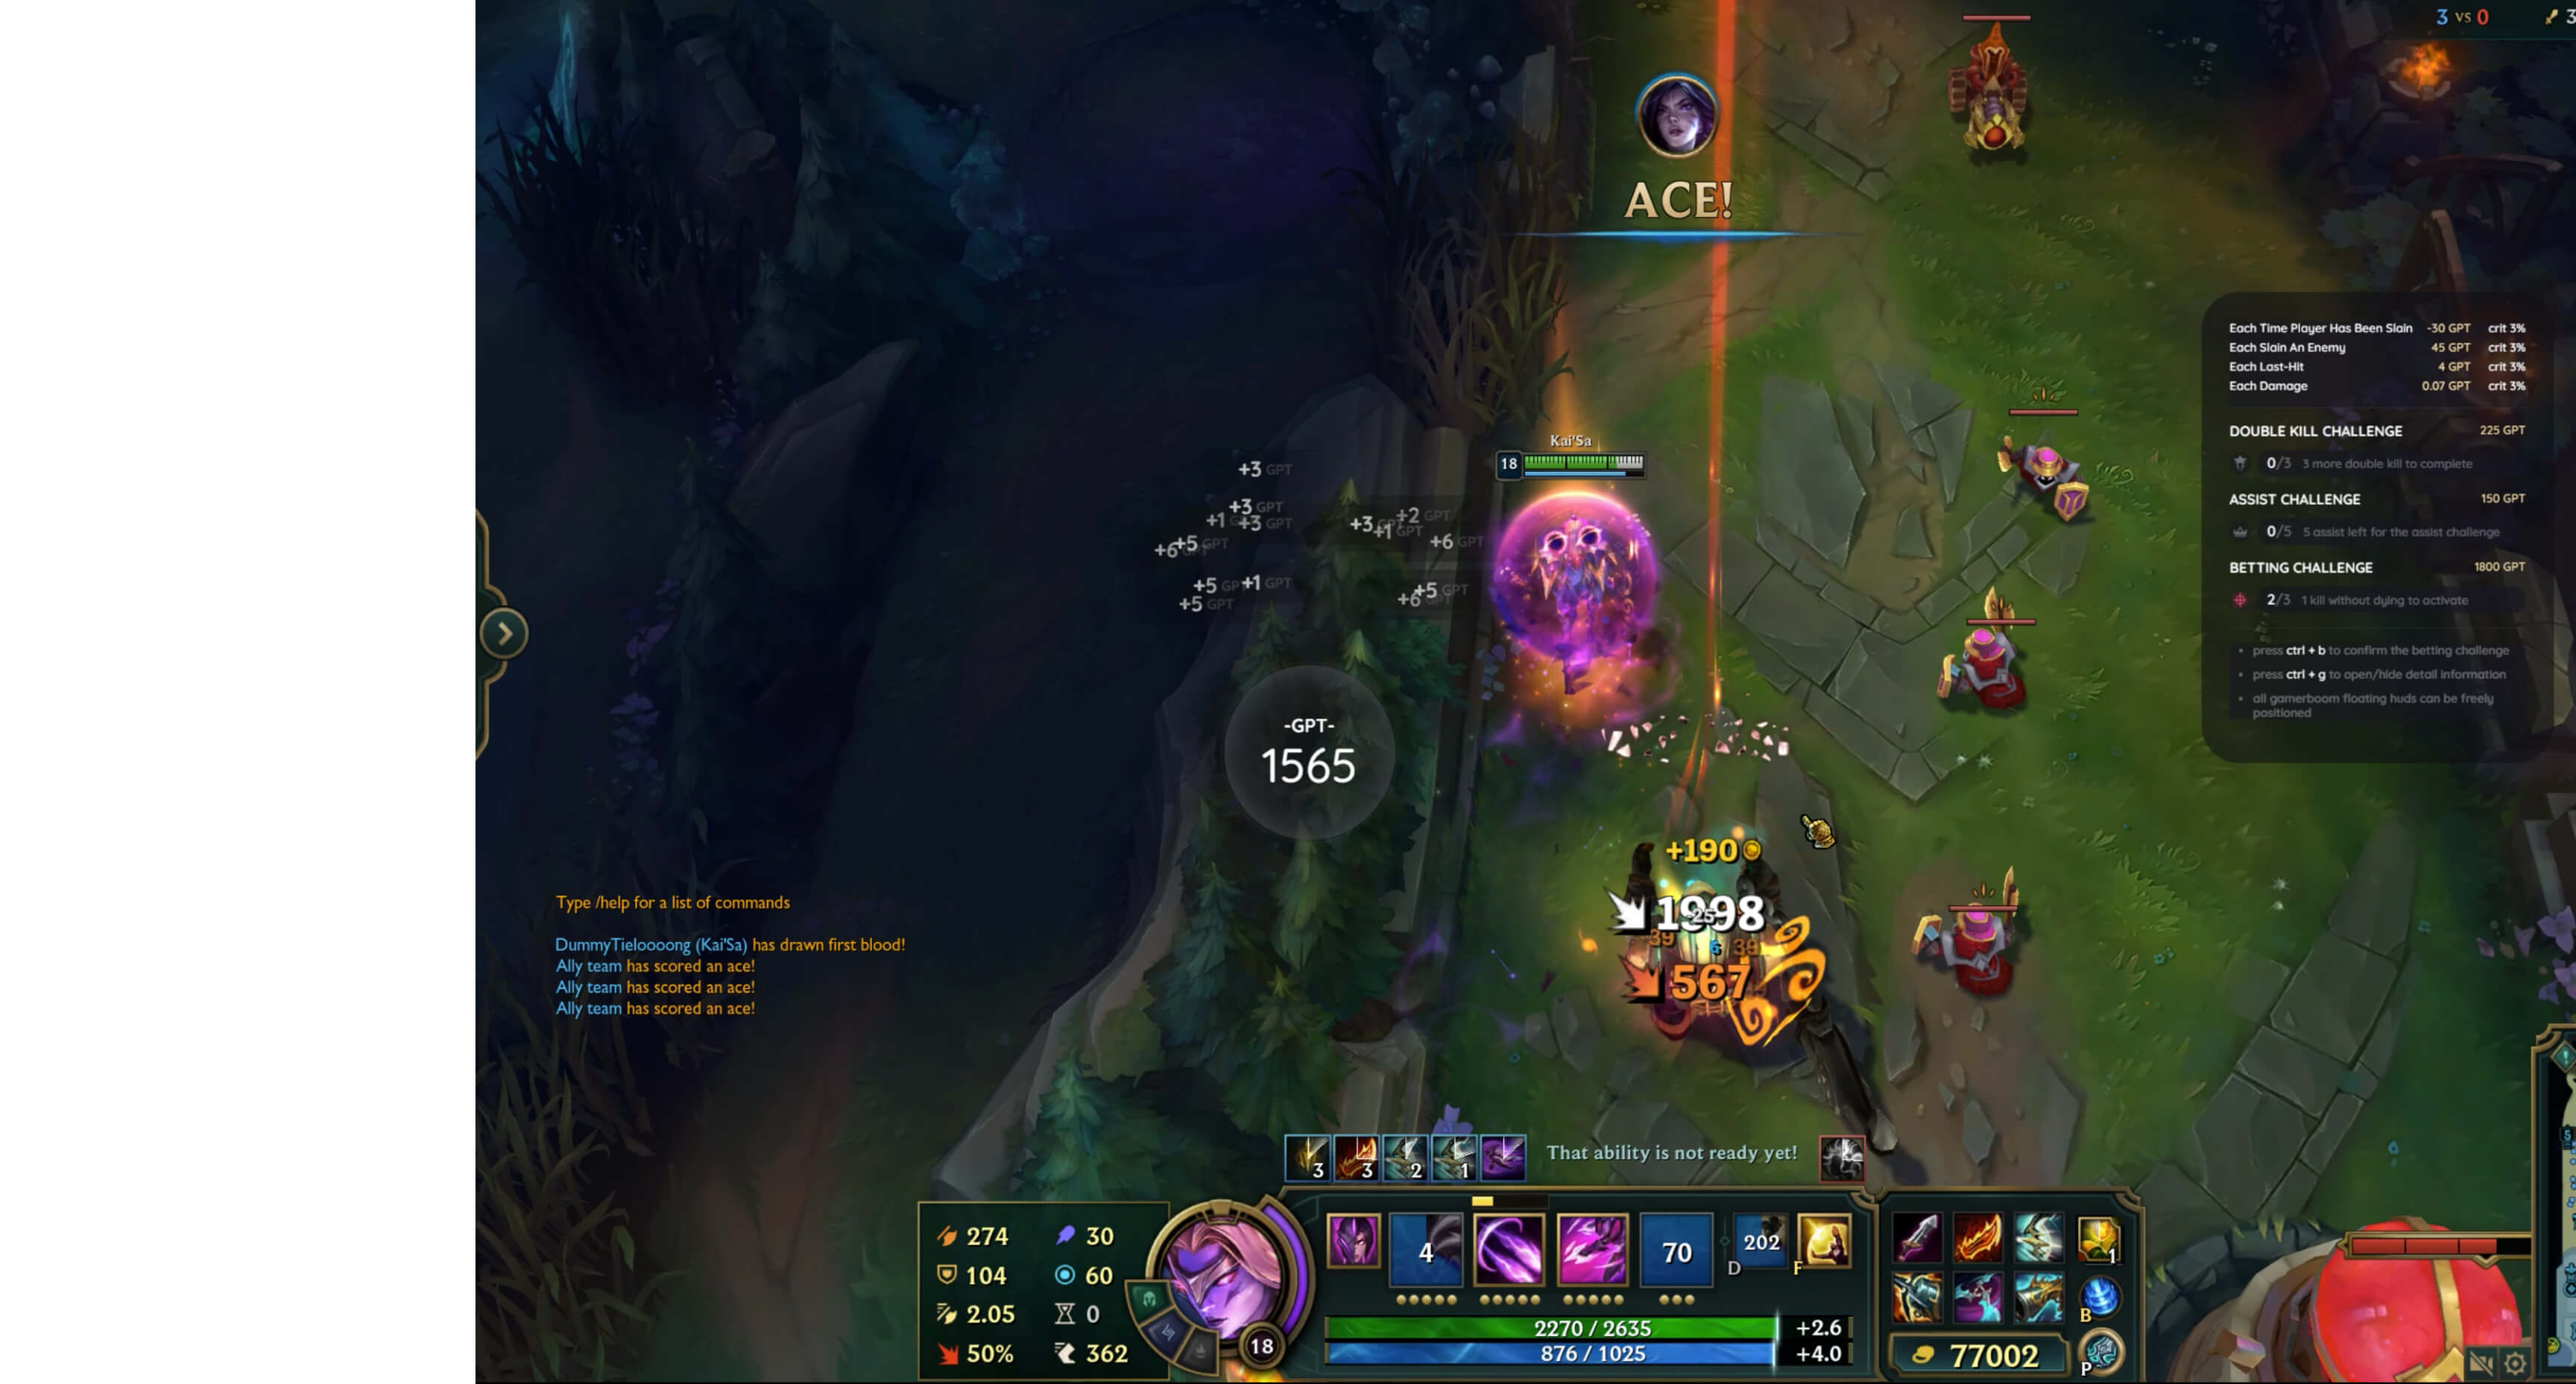 3 VS 0
3
ACE!
Each Time Player Has Been Slain -30 GPT crit 3%
Each Slain An Enemy 45 GPT crit 3%
Each Last-Hit 4 GPT crit 3%
Each Damage 0.07 GPT crit 3%
DOUBLE KILL CHALLENGE 225 GPT
0/3 3 more double kill to complete
ASSIST CHALLENGE 150 GPT
0/5 5 assist left for the assist challenge
BETTING CHALLENGE 1800 GPT
2/3 1 kill without dying to activate
• press ctrl + b to confirm the betting challenge
• press ctrl + g to open/hide detail information
• all gamerboom floating huds can be freely
positioned
Kai'Sa
18
+3 GPT
+3 GPT
+1
+3 GPT
+3
+2 GPT
+1 GPT
+5 GPT
+6
+6 GPT
+5
+1 GPT
+5 GPT
+5 GPT
+6
-GPT-
1565
+190
1998
25
39
6
39
567
Type /help for a list of commands
DummyTieloooong (Kai'Sa) has drawn first blood!
Ally team has scored an ace!
Ally team has scored an ace!
Ally team has scored an ace!
3
3
2
1
That ability is not ready yet!
274 30
104 60
2.05 0
50% 362
18
4
70
202
D
F
2270 / 2635 +2.6
876 / 1025 +4.0
1
B
77002
P
5